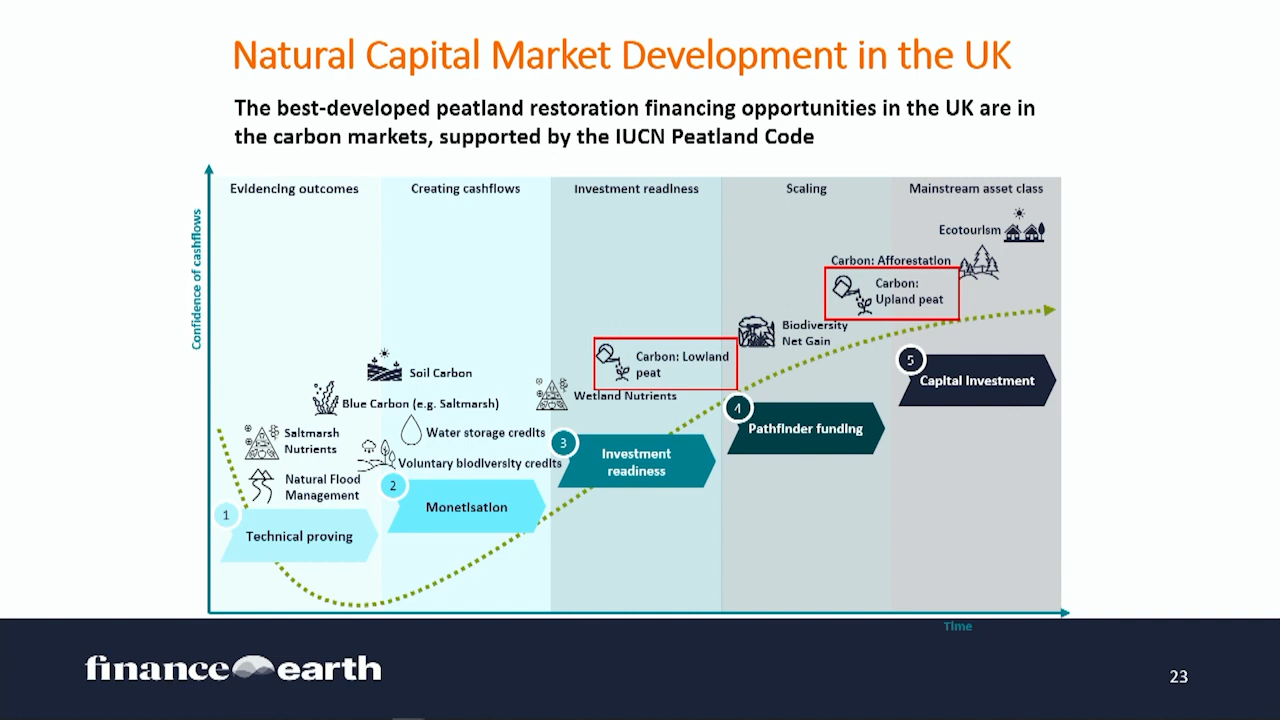 Natural Capital Market Development in the UK
The best-developed peatland restoration financing opportunities in the UK are in
the carbon markets, supported by the IUCN Peatland Code
Evidencing outcomes
Creating cashflows
Investment readiness
Scaling
Mainstream asset class
Confidence of cashflows
Ecotourism
Carbon: Afforestation
Carbon:
Upland peat
Biodiversity
Net Gain
Carbon: Lowland
peat
Wetland Nutrients
Soil Carbon
Blue Carbon (e.g. Saltmarsh)
Water storage credits
Voluntary biodiversity credits
Saltmarsh
Nutrients
Natural Flood
Management
1
Technical proving
2
Monetisation
3
Investment
readiness
4
Pathfinder funding
5
Capital Investment
Time
finance earth
23